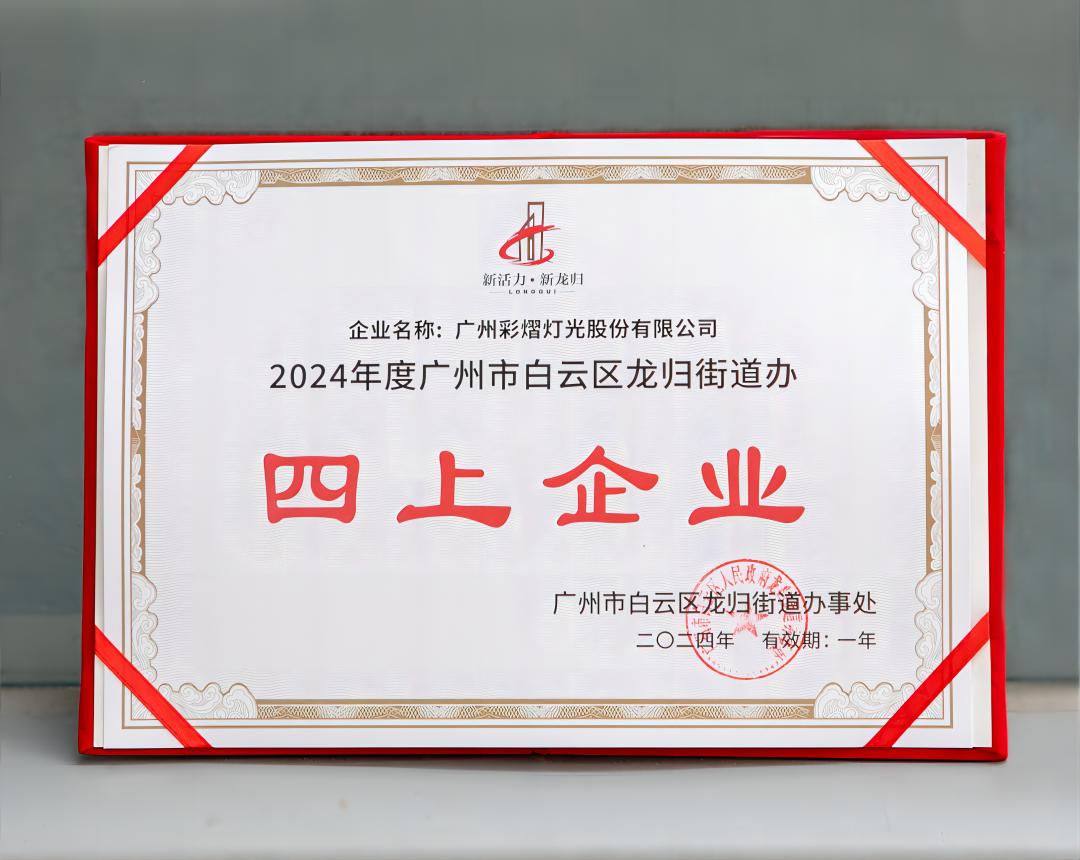 新活力·新龙归
LONGGUI
企业名称：广州彩熠灯光股份有限公司
2024年度广州市白云区龙归街道办
四上企业
广州市白云区龙归街道办事处
二〇二四年 有效期：一年